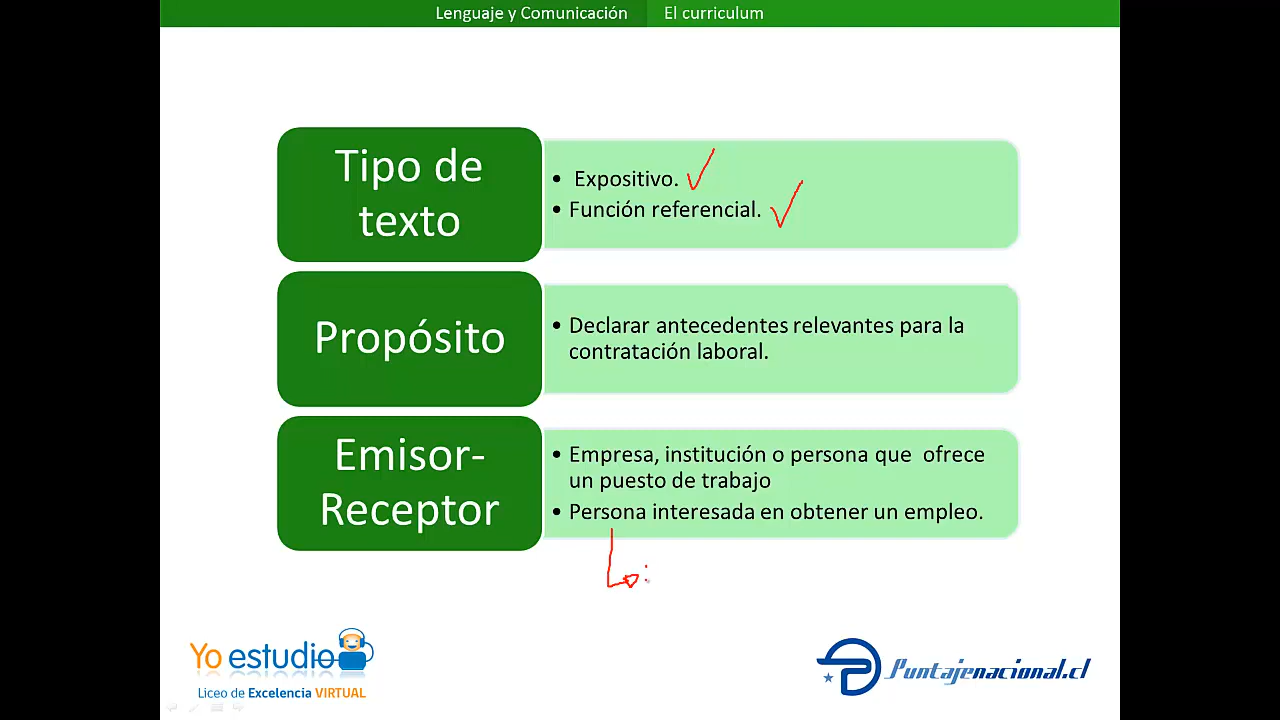 Lenguaje y Comunicación El curriculum
Tipo de
texto
• Expositivo.
• Función referencial.
Propósito
• Declarar antecedentes relevantes para la
contratación laboral.
Emisor-
Receptor
• Empresa, institución o persona que ofrece
un puesto de trabajo
• Persona interesada en obtener un empleo.
Yo estudio
Liceo de Excelencia VIRTUAL
Puntajenacional.cl